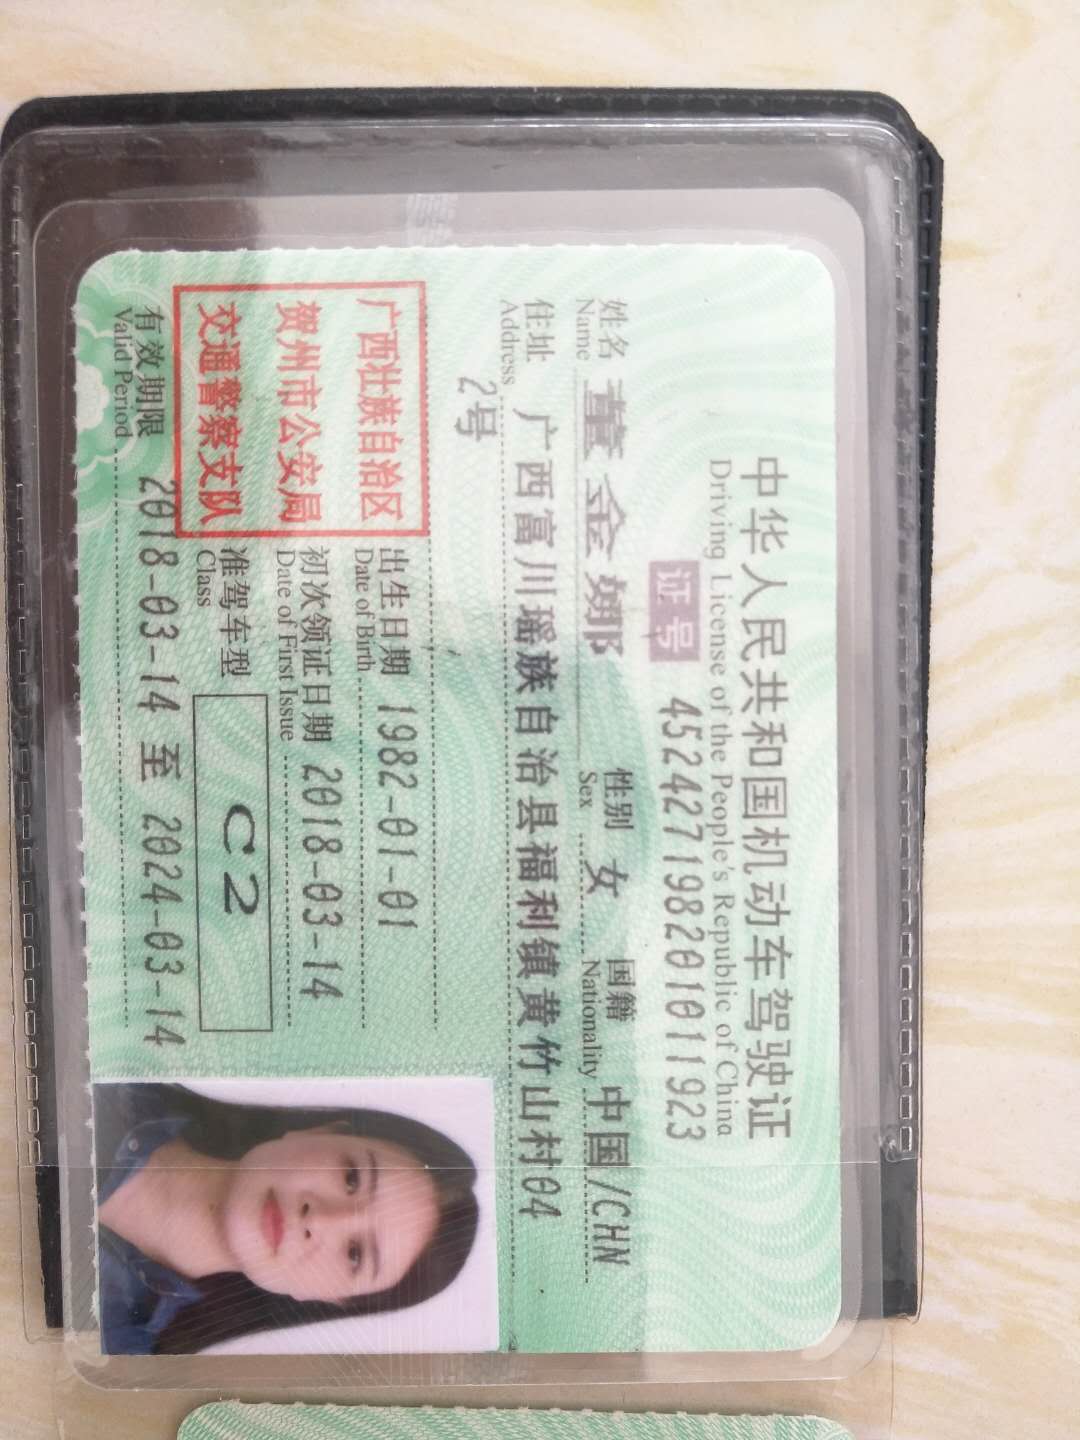 中华人民共和国机动车驾驶证
Driving License of the People's Republic of China
证号 452427198201011923
姓名 董金娜 性别 女 国籍 中国/CHN
Name Sex Nationality
住址 广西富川瑶族自治县福利镇黄竹山村04
Address
2号
广西壮族自治区
贺州市公安局
交通警察支队
出生日期 1982-01-01
Date of Birth
初次领证日期 2018-03-14
Date of First Issue
准驾车型 C2
Class
有效期限 2018-03-14 至 2024-03-14
Valid Period